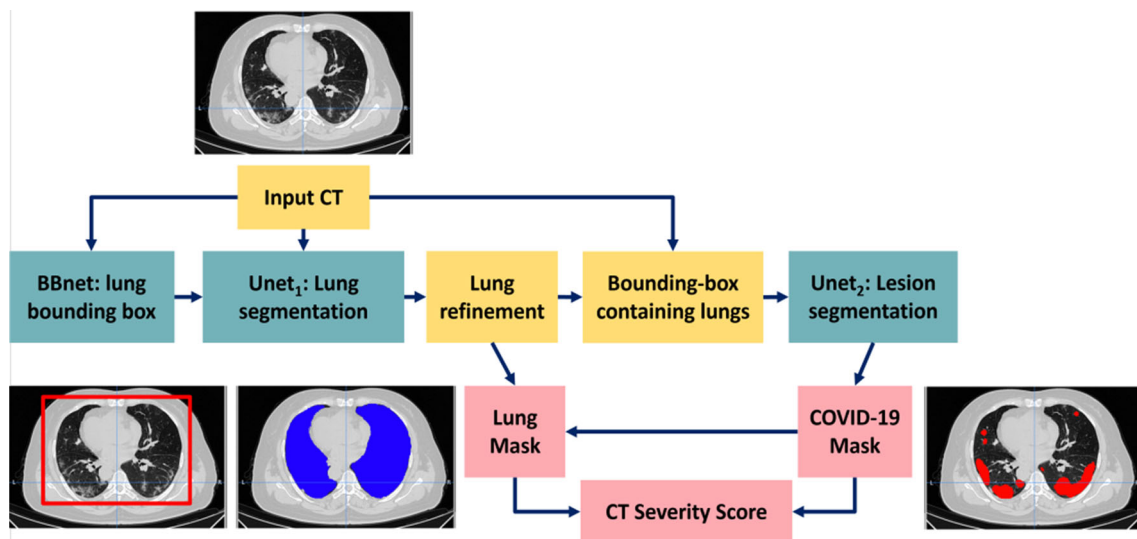 Input CT
BBnet: lung
bounding box
Unet₁: Lung
segmentation
Lung
refinement
Bounding-box
containing lungs
Unet₂: Lesion
segmentation
Lung
Mask
COVID-19
Mask
CT Severity Score
L
R
L
R
L
R
L
R